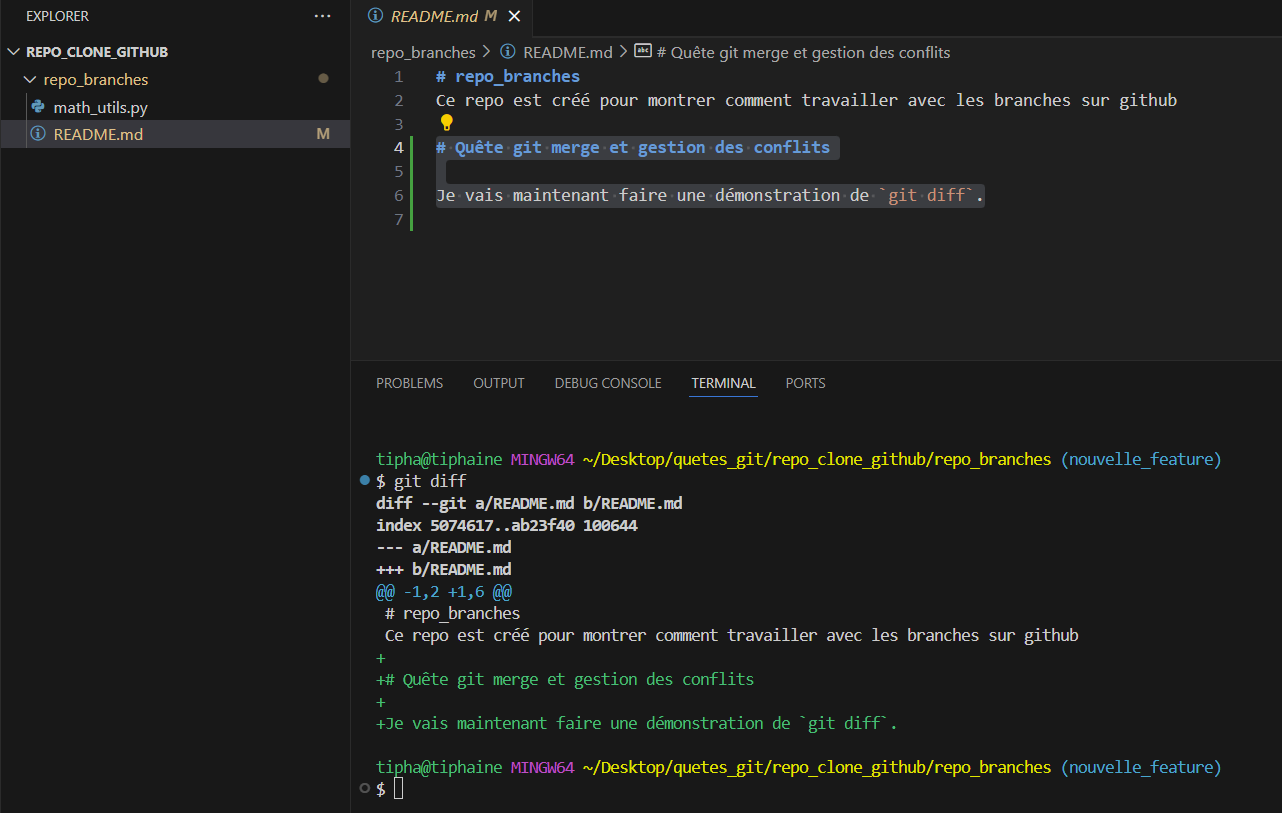 EXPLORER
REPO_CLONE_GITHUB
repo_branches
math_utils.py
README.md M
README.md M
repo_branches > README.md > # Quête git merge et gestion des conflits
1 # repo_branches
2 Ce repo est créé pour montrer comment travailler avec les branches sur github
3
4 # Quête git merge et gestion des conflits
5
6 Je vais maintenant faire une démonstration de `git diff`.
7
PROBLEMS OUTPUT DEBUG CONSOLE TERMINAL PORTS
tipha@tiphaine MINGW64 ~/Desktop/quetes_git/repo_clone_github/repo_branches (nouvelle_feature)
$ git diff
diff --git a/README.md b/README.md
index 5074617..ab23f40 100644
--- a/README.md
+++ b/README.md
@@ -1,2 +1,6 @@
 # repo_branches
 Ce repo est créé pour montrer comment travailler avec les branches sur github
+
+# Quête git merge et gestion des conflits
+
+Je vais maintenant faire une démonstration de `git diff`.
tipha@tiphaine MINGW64 ~/Desktop/quetes_git/repo_clone_github/repo_branches (nouvelle_feature)
$